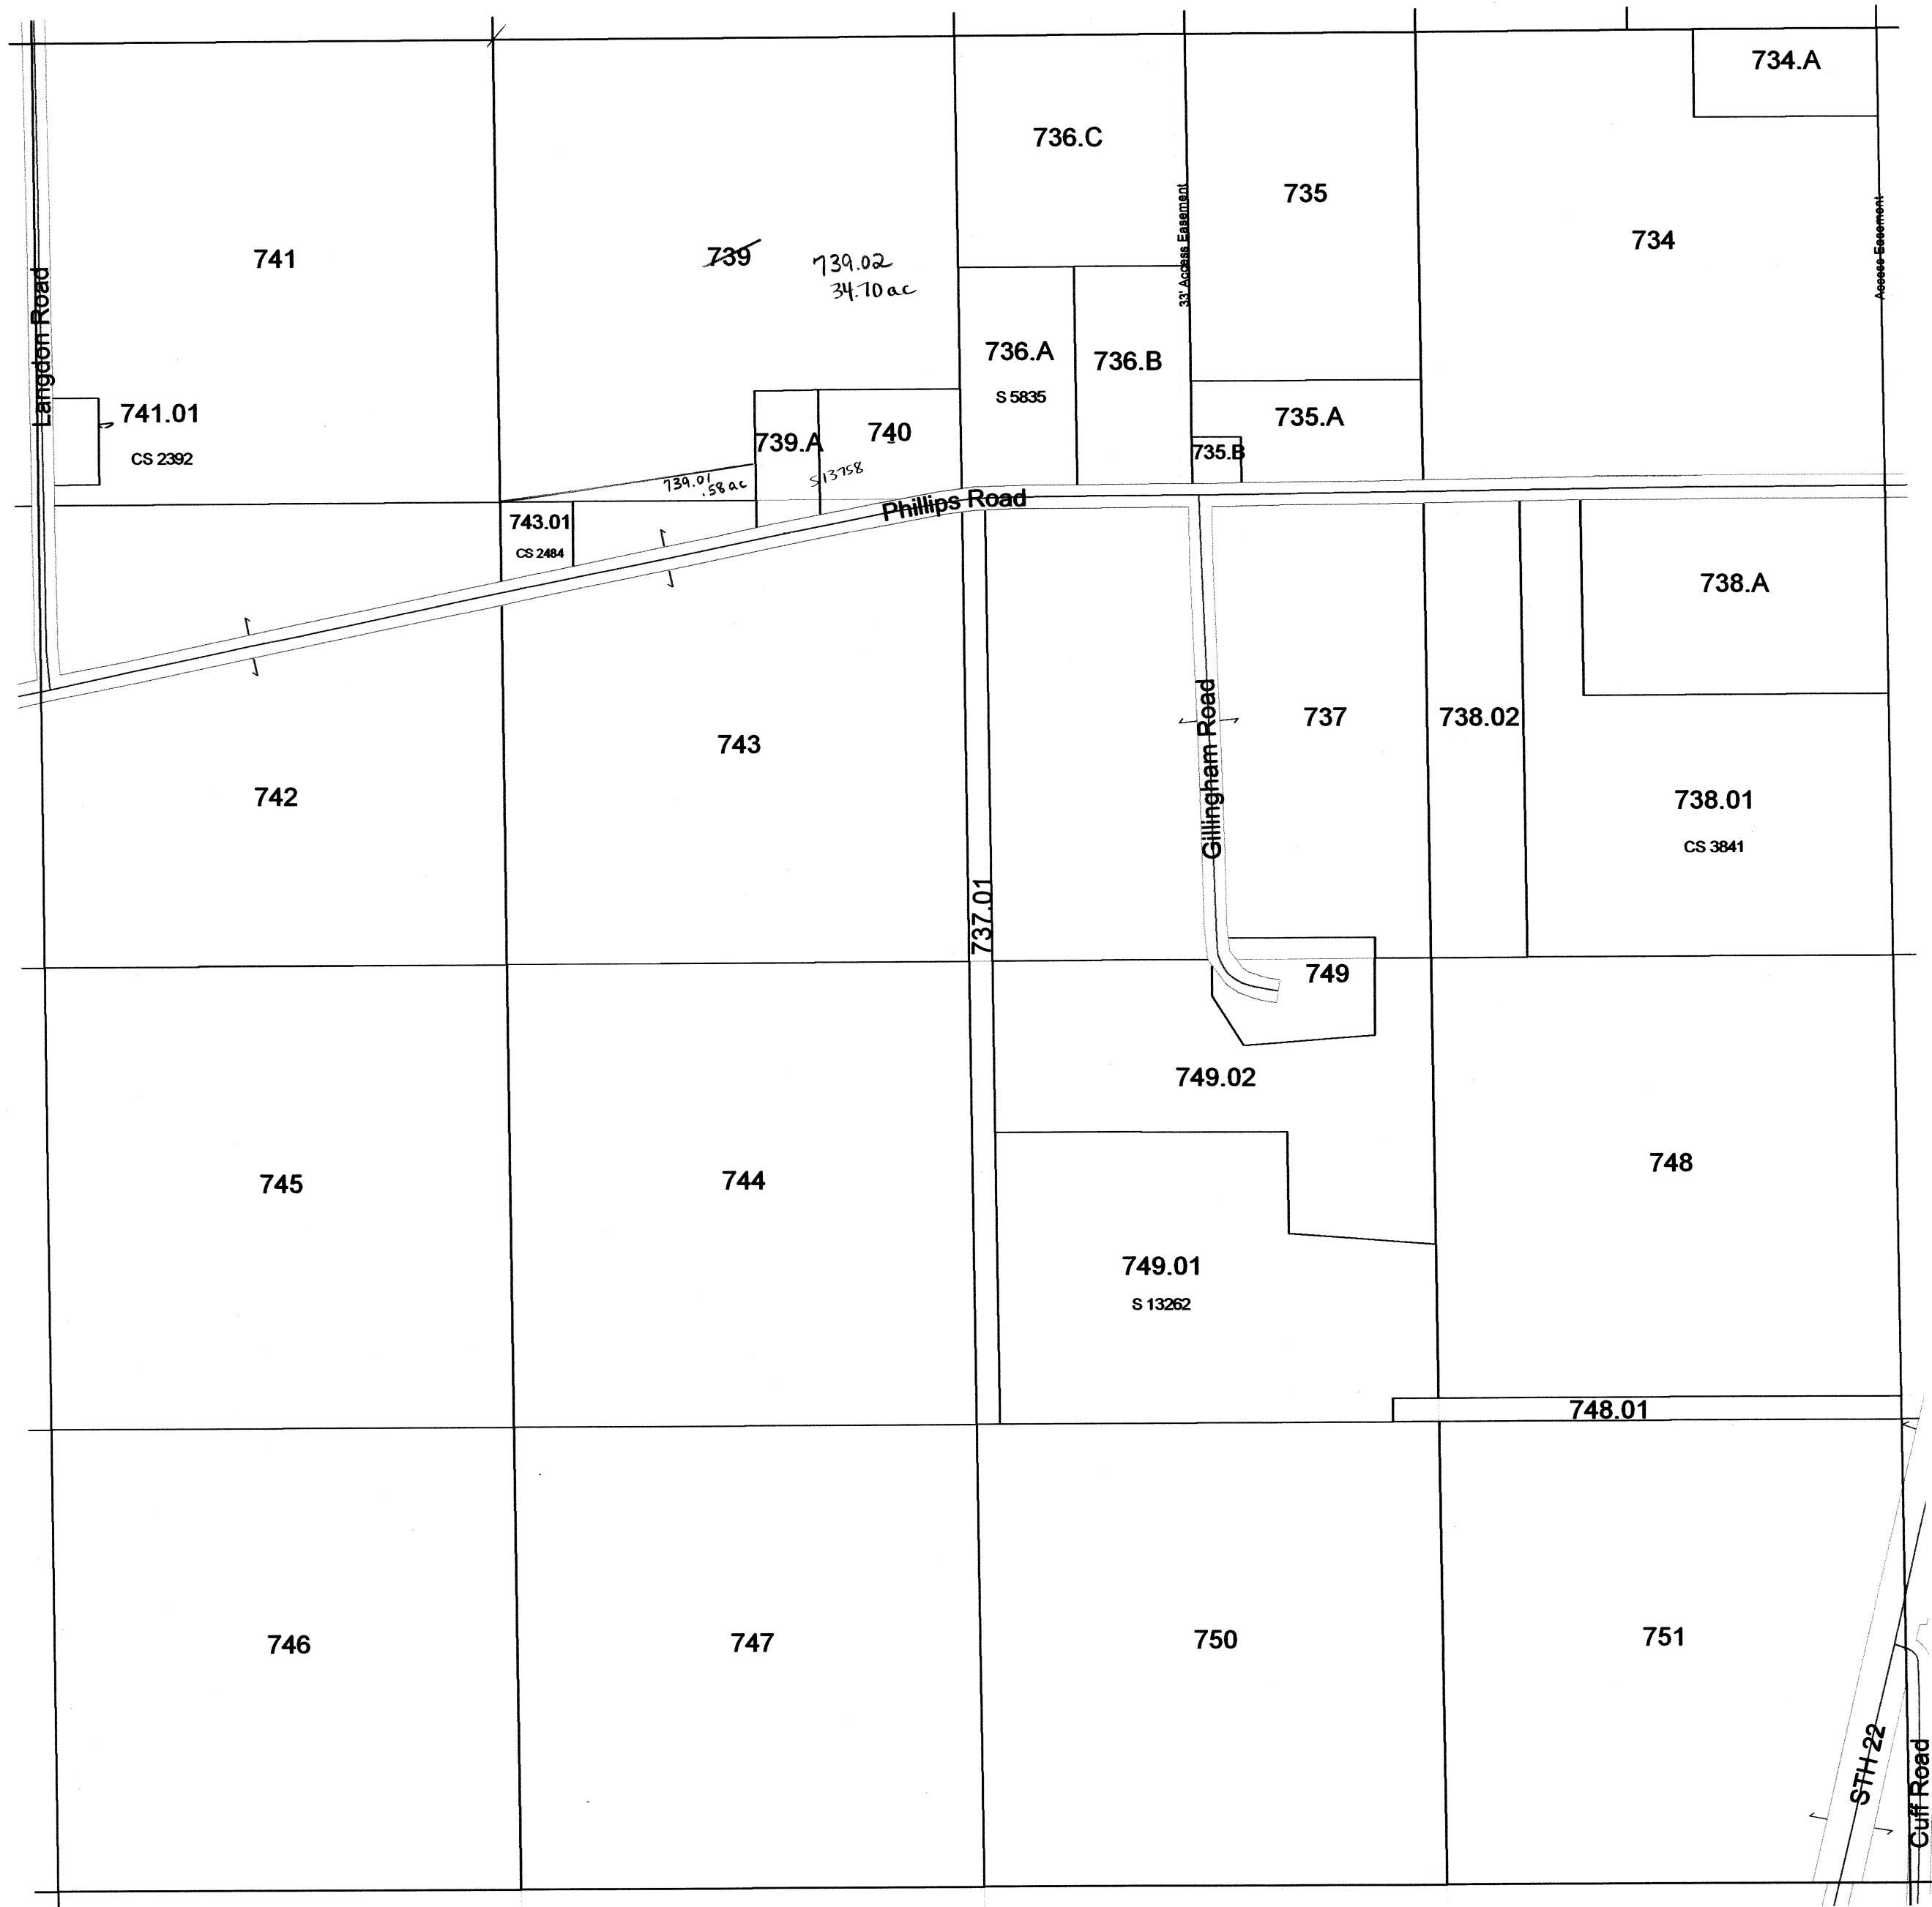 734.A
736.C
735
734
741
739
739.02
34.70 ac
33' Access Easement
Access Easement
Langdon Road
736.A
S 5835
736.B
741.01
CS 2392
739.A
740
S 13758
735.A
735.B
739.01
.58 ac
743.01
CS 2484
Phillips Road
738.A
737
738.02
743
742
Gillingham Road
738.01
CS 3841
737.01
749
749.02
745
744
748
749.01
S 13262
748.01
746
747
750
751
STH 22
Cuff Road